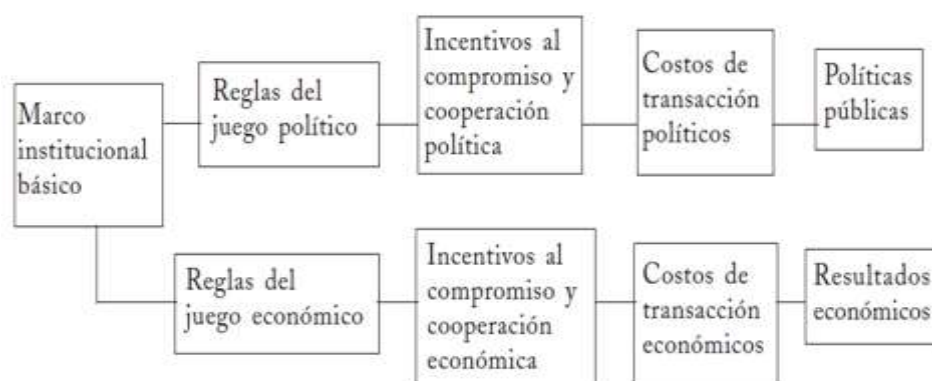 Marco
institucional
básico
Reglas del
juego político
Incentivos al
compromiso y
cooperación
política
Costos de
transacción
políticos
Políticas
públicas
Reglas del
juego económico
Incentivos al
compromiso y
cooperación
económica
Costos de
transacción
económicos
Resultados
económicos